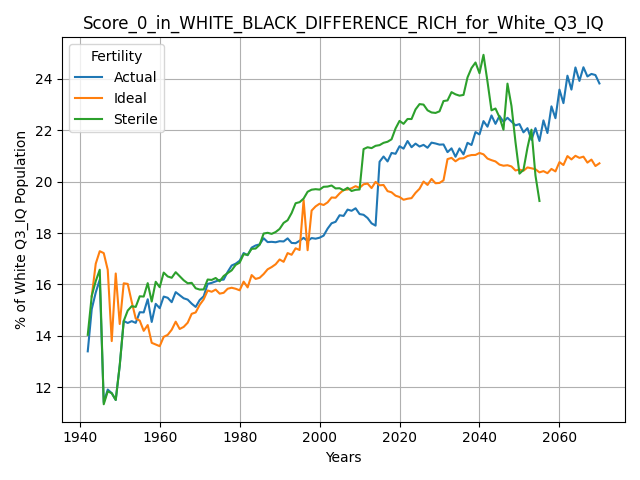 Score_0_in_WHITE_BLACK_DIFFERENCE_RICH_for_White_Q3_IQ
Fertility
Actual
Ideal
Sterile
% of White Q3_IQ Population
24
22
20
18
16
14
12
1940
1960
1980
2000
2020
2040
2060
Years